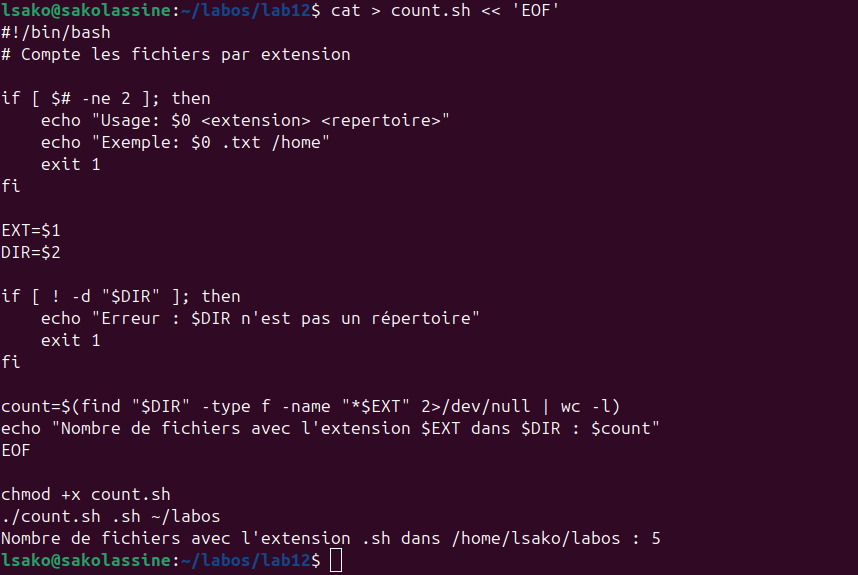 lsako@sakolassine:~/labos/lab12$ cat > count.sh << 'EOF'
#!/bin/bash
# Compte les fichiers par extension

if [ $# -ne 2 ]; then
    echo "Usage: $0 <extension> <repertoire>"
    echo "Exemple: $0 .txt /home"
    exit 1
fi

EXT=$1
DIR=$2

if [ ! -d "$DIR" ]; then
    echo "Erreur : $DIR n'est pas un répertoire"
    exit 1
fi

count=$(find "$DIR" -type f -name "*$EXT" 2>/dev/null | wc -l)
echo "Nombre de fichiers avec l'extension $EXT dans $DIR : $count"
EOF

chmod +x count.sh
./count.sh .sh ~/labos
Nombre de fichiers avec l'extension .sh dans /home/lsako/labos : 5
lsako@sakolassine:~/labos/lab12$